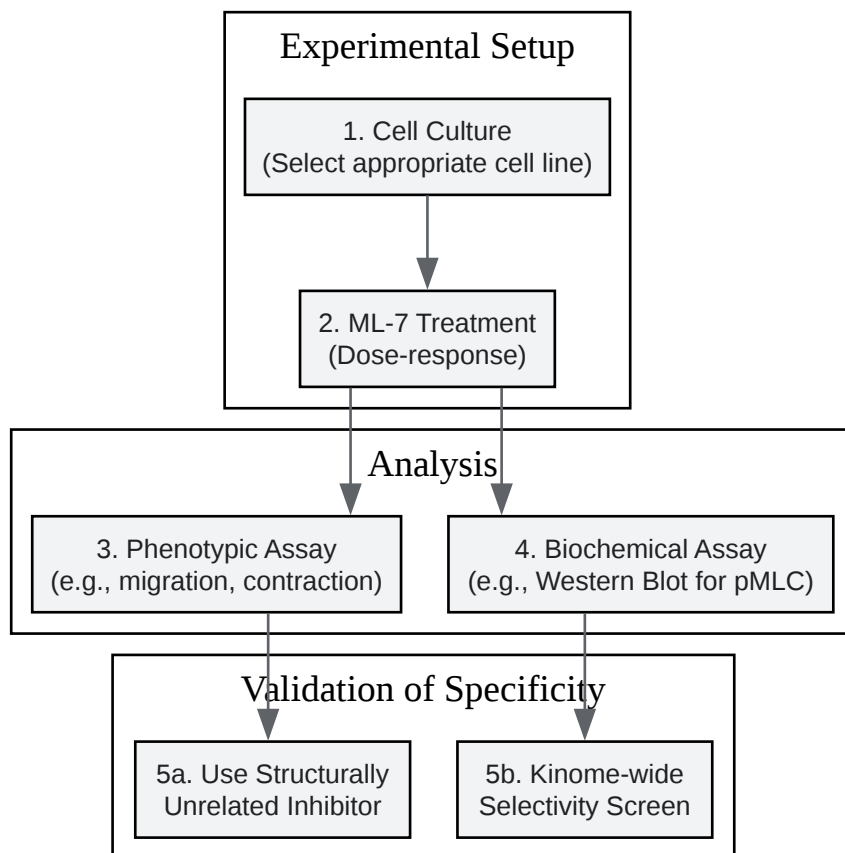 Experimental Setup
1. Cell Culture
(Select appropriate cell line)
2. ML-7 Treatment
(Dose-response)
Analysis
3. Phenotypic Assay
(e.g., migration, contraction)
4. Biochemical Assay
(e.g., Western Blot for pMLC)
Validation of Specificity
5a. Use Structurally
Unrelated Inhibitor
5b. Kinome-wide
Selectivity Screen